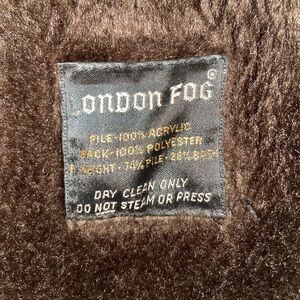 ONDON FOG®
PILE-100% ACRYLIC
BACK-100% POLYESTER
WEIGHT-74% PILE-26% BACK
DRY CLEAN ONLY
DO NOT STEAM OR PRESS